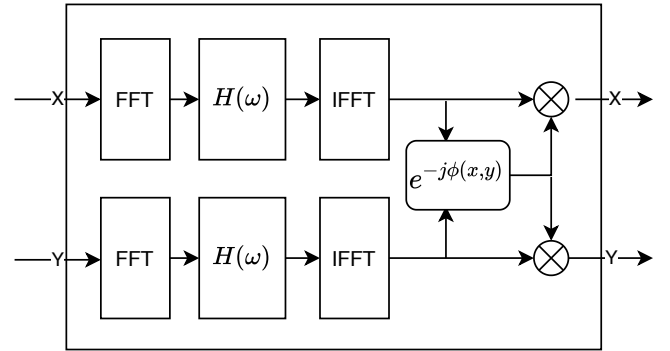 X FFT H(ω) IFFT X
e^{-jϕ(x,y)}
Y FFT H(ω) IFFT Y